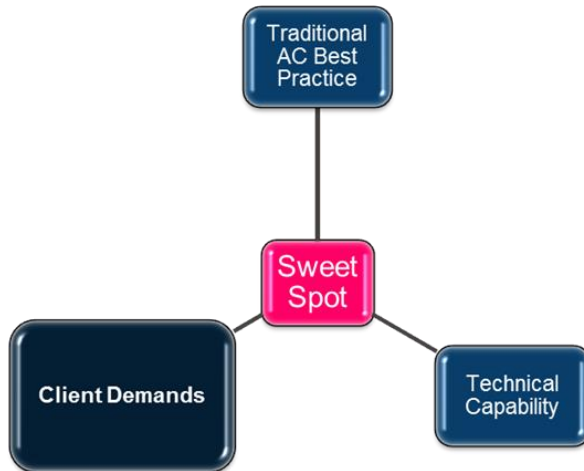 Traditional
AC Best
Practice
Sweet
Spot
Client Demands
Technical
Capability